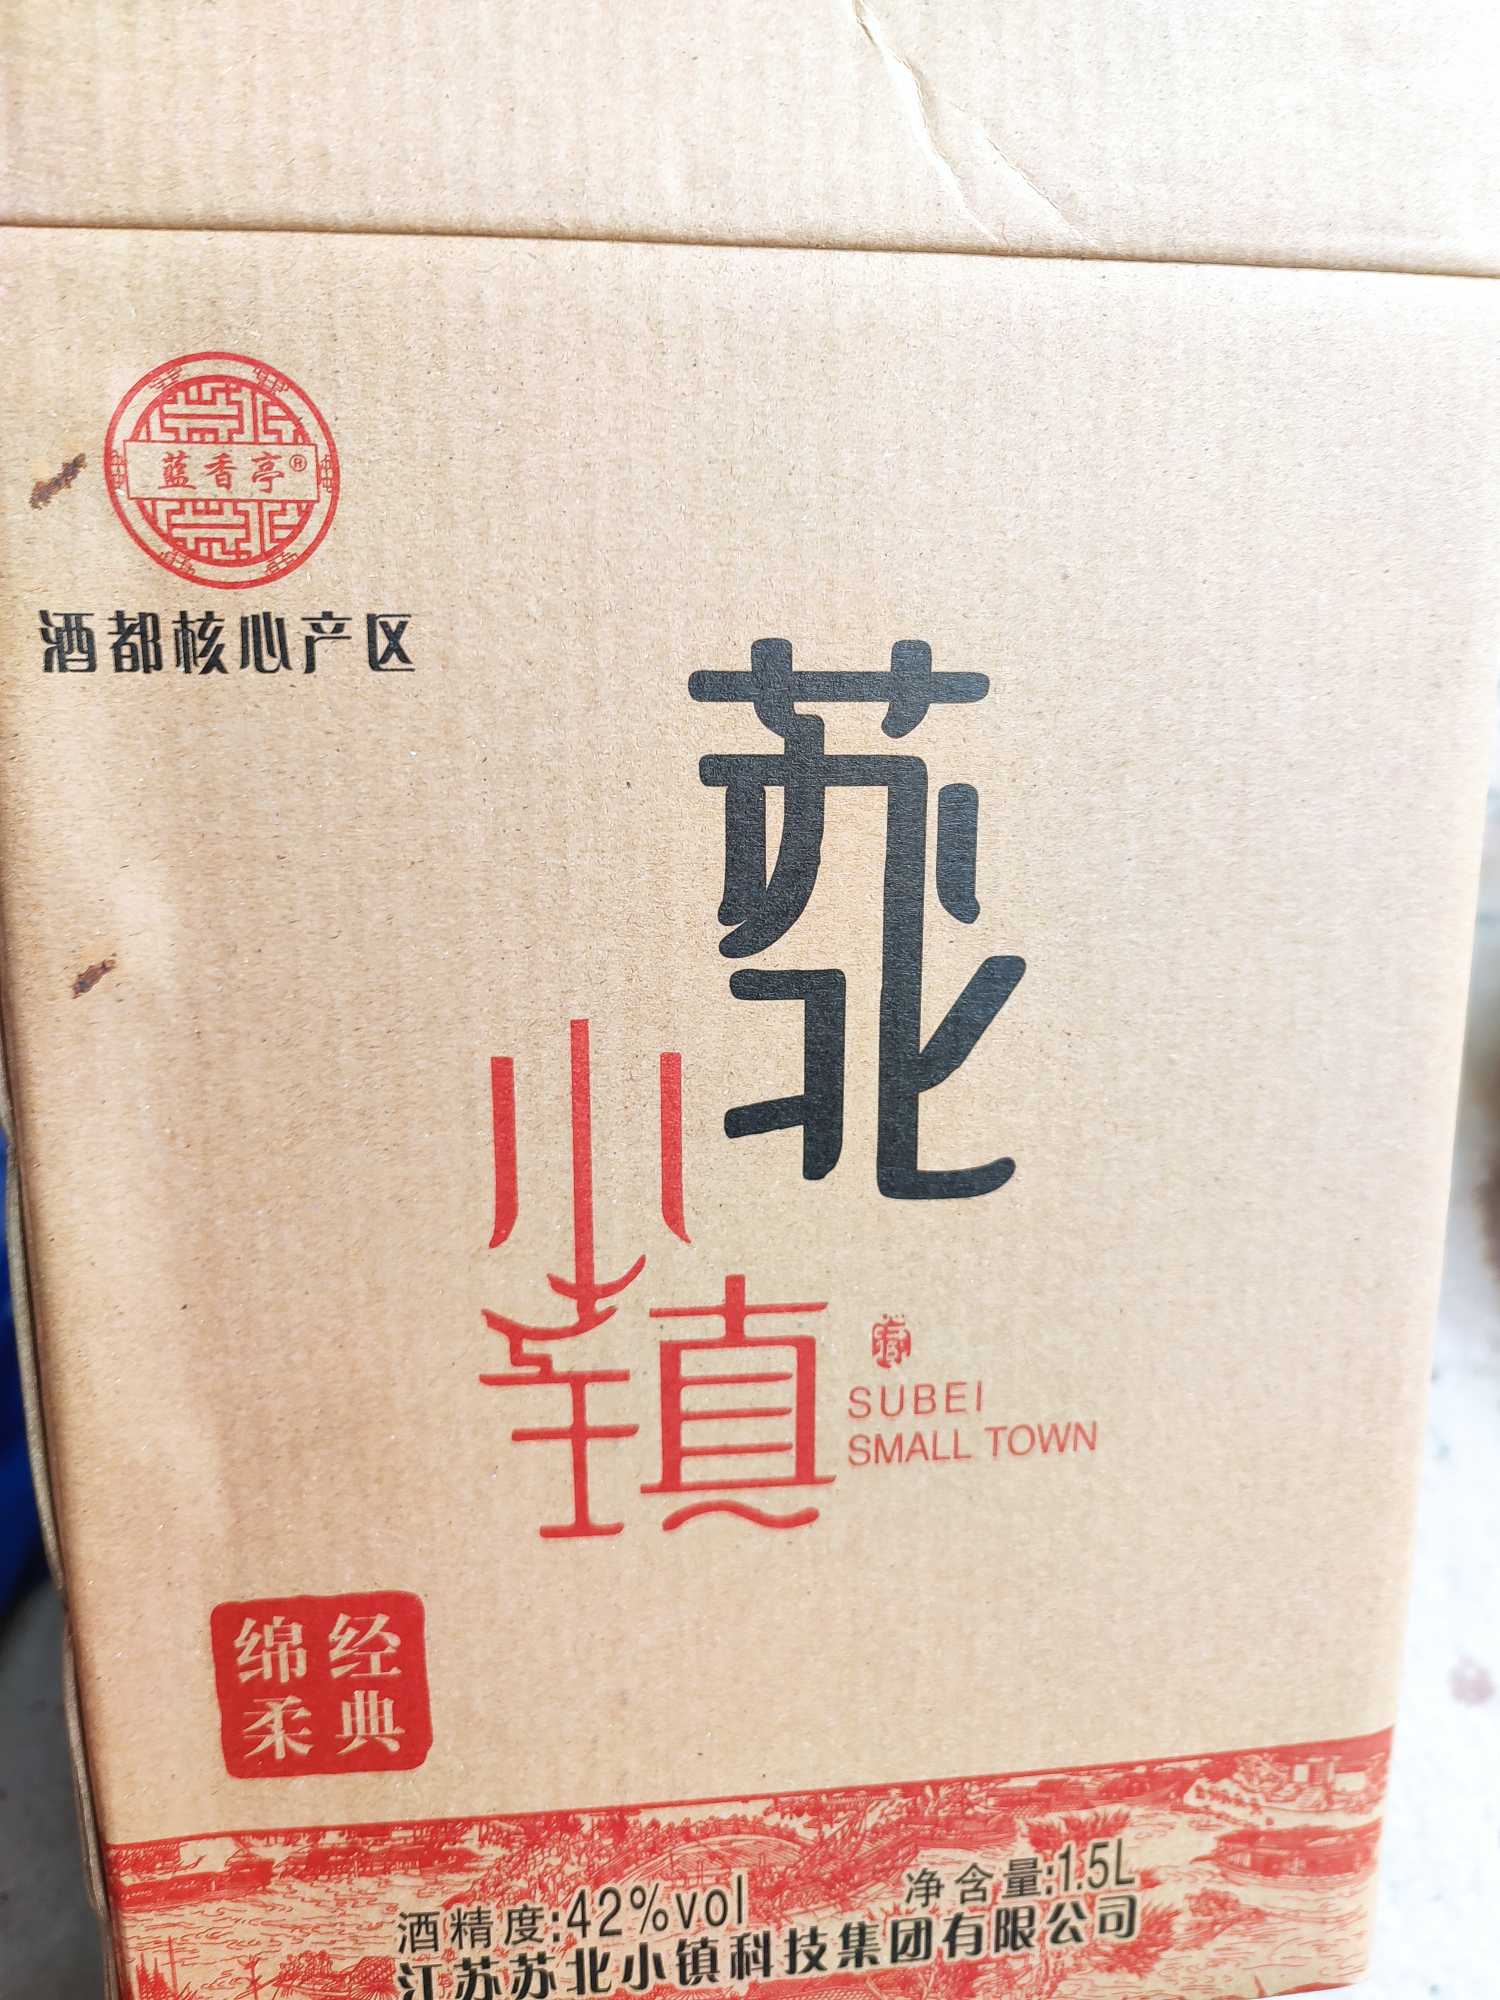 蓝香亭®
酒都核心产区
苏北
小镇
SUBEI
SMALL TOWN
经典
绵柔
酒精度:42%vol
净含量:1.5L
江苏苏北小镇科技集团有限公司